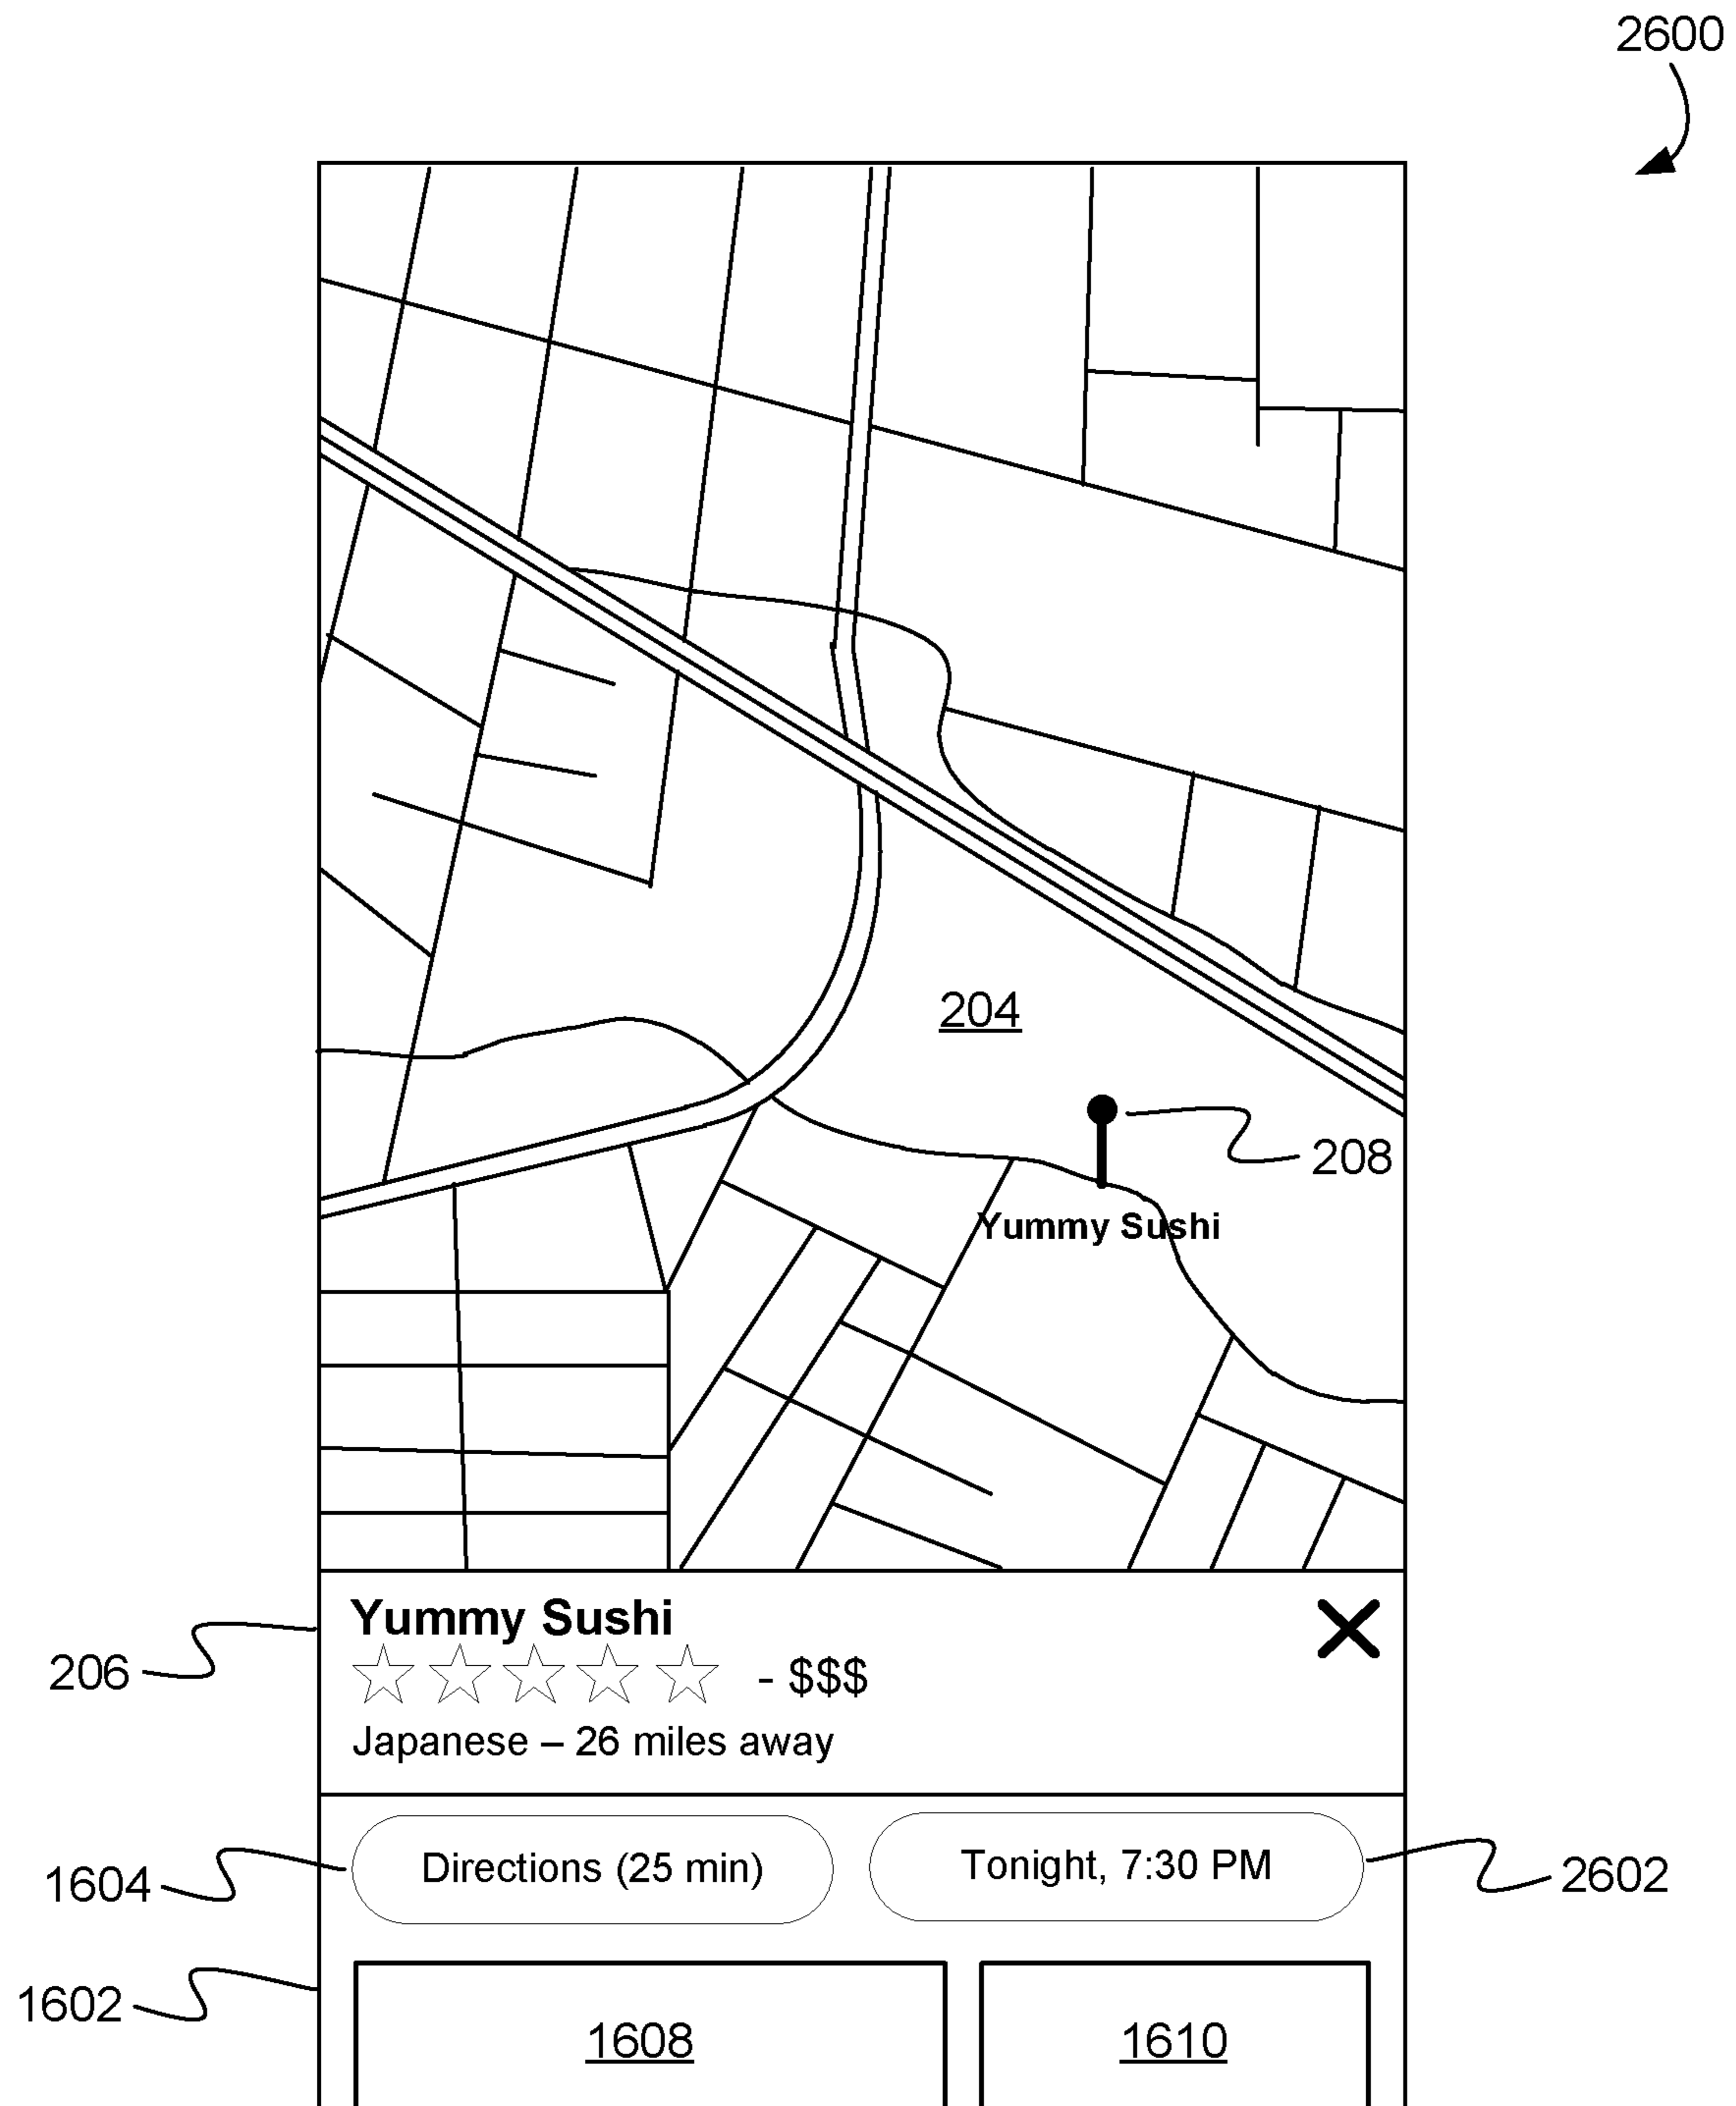 2600
204
208
Yummy Sushi
Yummy Sushi
206
- $$$
Japanese – 26 miles away
Directions (25 min)
Tonight, 7:30 PM
1604
2602
1602
1608
1610